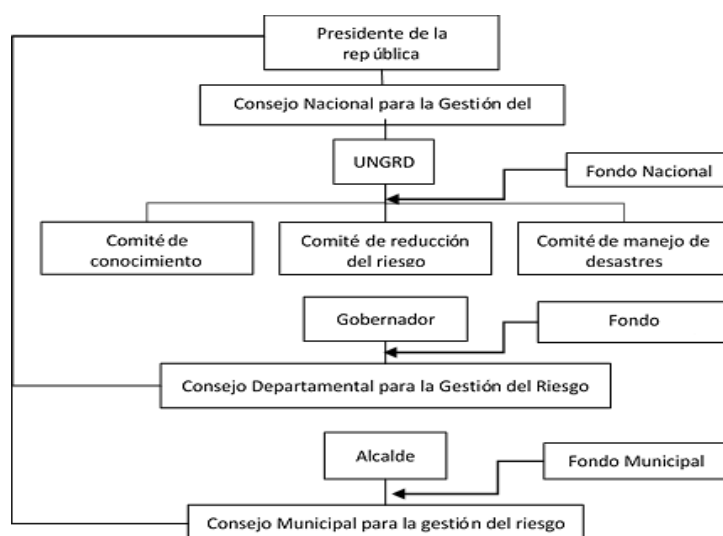 Presidente de la
rep ública
Consejo Nacional para la Gestión del
UNGRD
Fondo Nacional
Comité de
conocimiento
Comité de reducción
del riesgo
Comité de manejo de
desastres
Gobernador
Fondo
Consejo Departamental para la Gestión del Riesgo
Alcalde
Fondo Municipal
Consejo Municipal para la gestión del riesgo